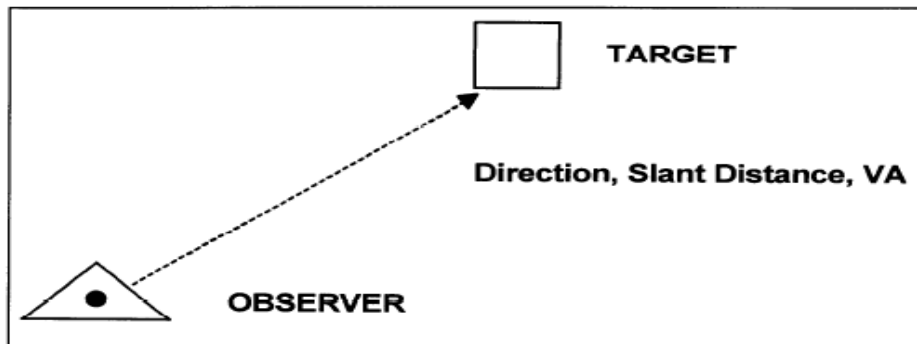 TARGET
Direction, Slant Distance, VA
OBSERVER